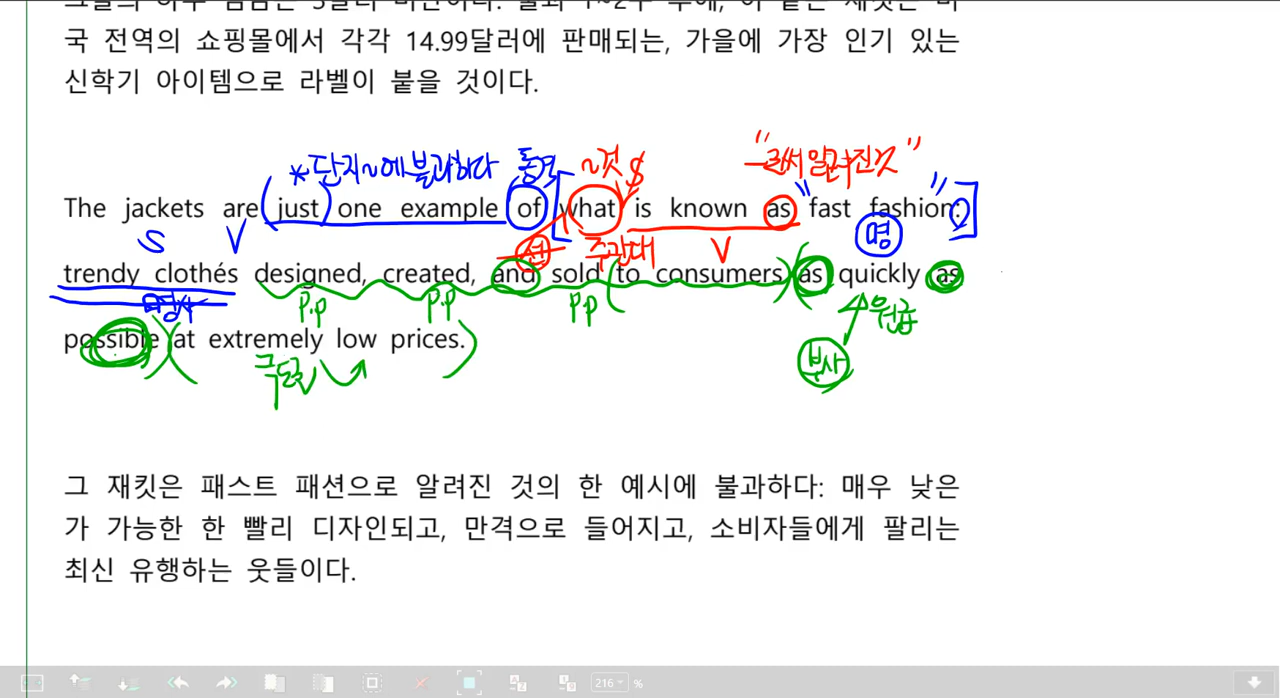 국 전역의 쇼핑몰에서 각각 14.99달러에 판매되는, 가을에 가장 인기 있는
신학기 아이템으로 라벨이 붙을 것이다.
*단지~에 불과하다 동격 ~것 S "~로써 알려진 것"
The jackets are just one example of what is known as "fast fashion":
S V 전 주관대 V 명
trendy clothes designed, created, and sold to consumers as quickly as
명사 p.p p.p p.p 원급
possible at extremely low prices.
부사
그 재킷은 패스트 패션으로 알려진 것의 한 예시에 불과하다: 매우 낮은
가 가능한 한 빨리 디자인되고, 만격으로 들어지고, 소비자들에게 팔리는
최신 유행하는 옷들이다.
216 %